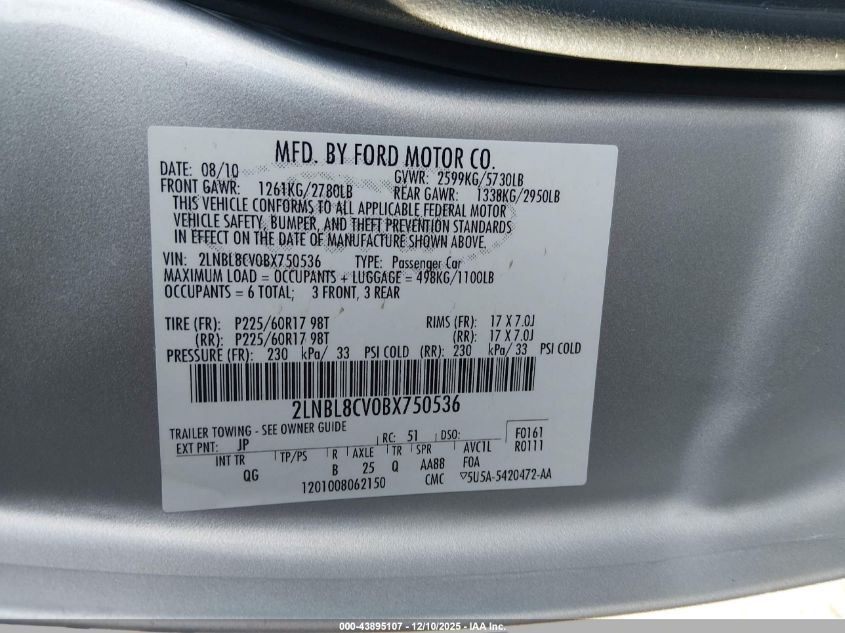 MFD. BY FORD MOTOR CO.
DATE: 08/10 GVWR: 2599KG/5730LB
FRONT GAWR: 1261KG/2780LB REAR GAWR: 1338KG/2950LB
THIS VEHICLE CONFORMS TO ALL APPLICABLE FEDERAL MOTOR
VEHICLE SAFETY, BUMPER, AND THEFT PREVENTION STANDARDS
IN EFFECT ON THE DATE OF MANUFACTURE SHOWN ABOVE.
VIN: 2LNBL8CV0BX750536 TYPE: Passenger Car
MAXIMUM LOAD = OCCUPANTS + LUGGAGE = 498KG/1100LB
OCCUPANTS = 6 TOTAL; 3 FRONT, 3 REAR
TIRE (FR): P225/60R17 98T RIMS (FR): 17 X 7.0J
(RR): P225/60R17 98T (RR): 17 X 7.0J
PRESSURE (FR): 230 kPa/ 33 PSI COLD (RR): 230 kPa/ 33 PSI COLD
2LNBL8CV0BX750536
TRAILER TOWING - SEE OWNER GUIDE
EXT PNT: JP RC: 51 DSO: F0161
R0111
INT TR TP/PS R AXLE TR SPR AVC1L
QG B 25 Q AA88 F0A
1201008062150 CMC ▽5U5A-5420472-AA
000-43895107 - 12/10/2025 - IAA Inc.